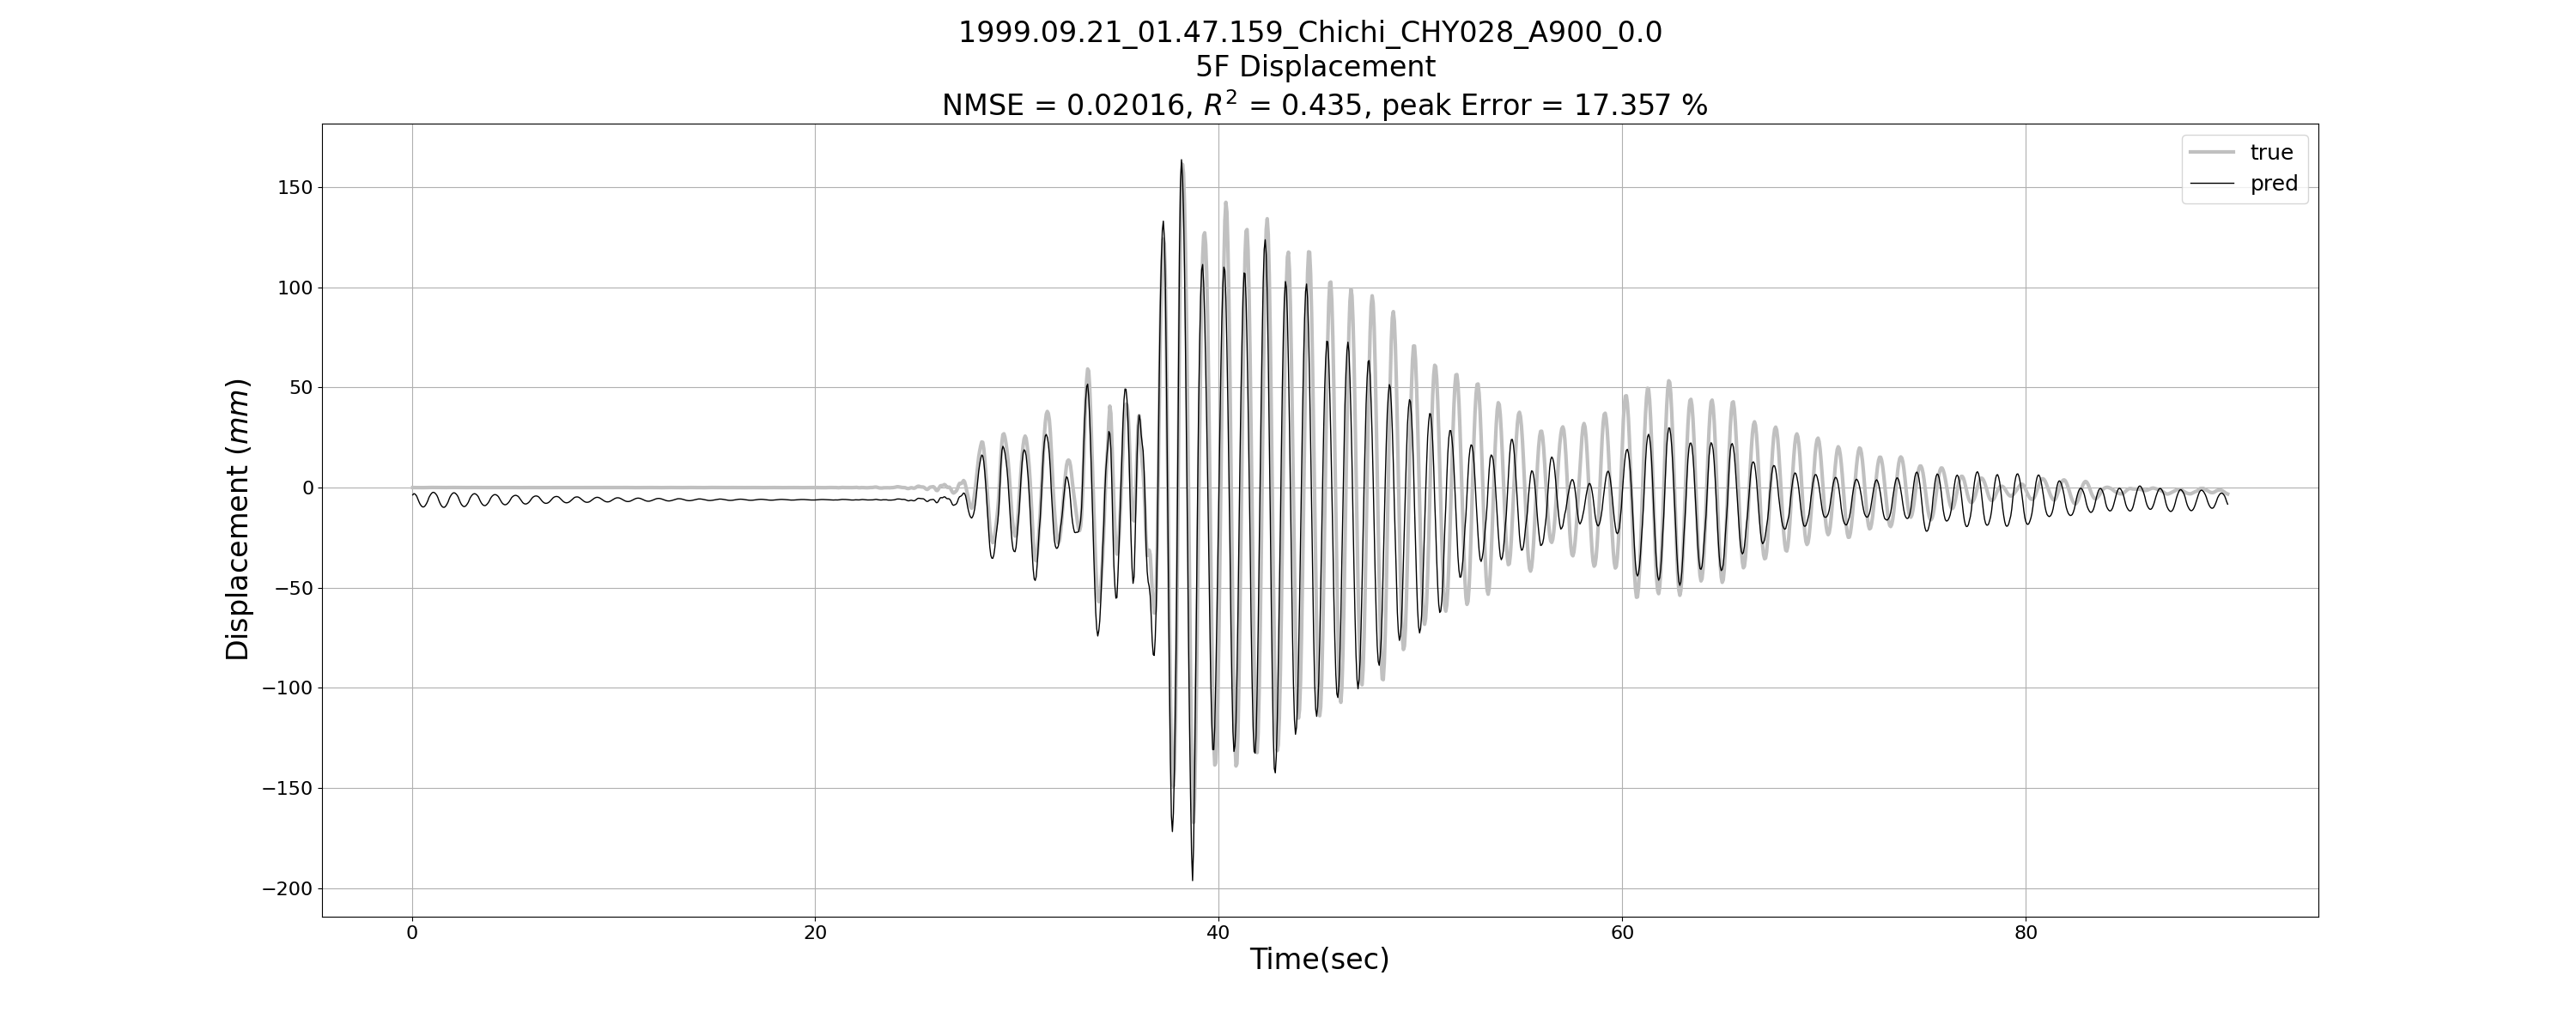 1999.09.21_01.47.159_Chichi_CHY028_A900_0.0
5F Displacement
NMSE = 0.02016, R² = 0.435, peak Error = 17.357 %
true
pred
150
100
50
0
−50
−100
−150
−200
Displacement (mm)
0 20 40 60 80
Time(sec)